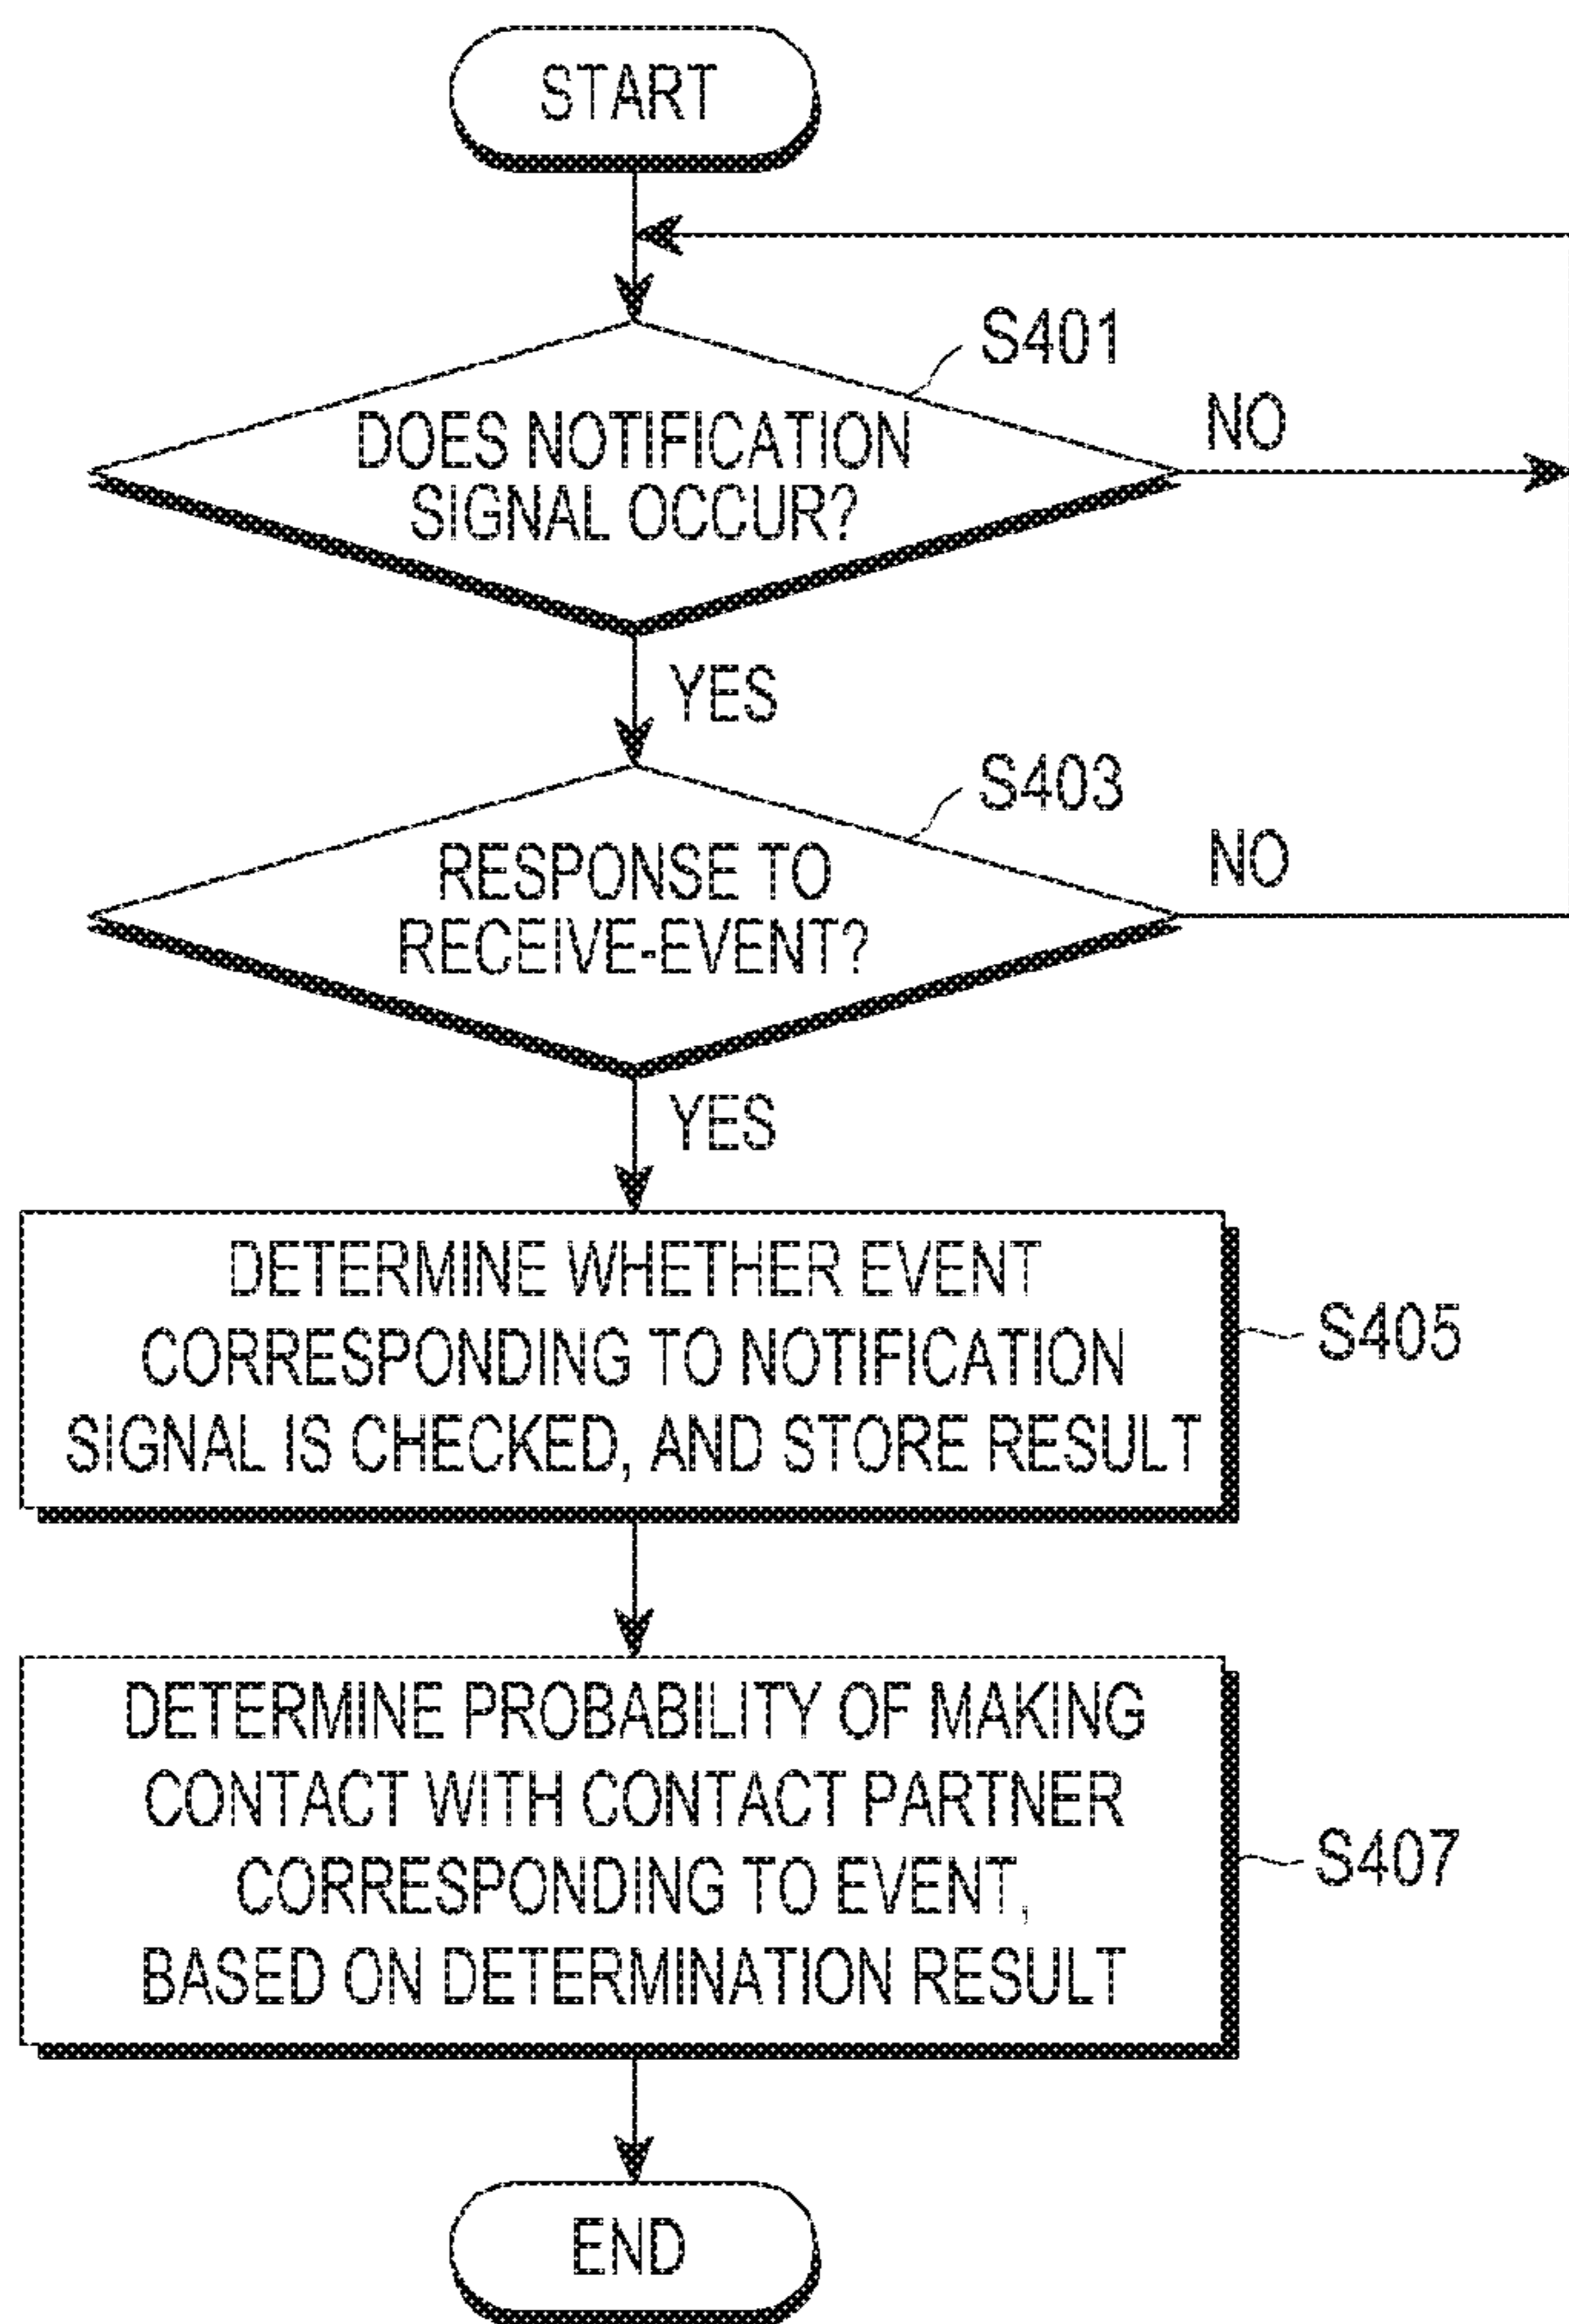 START
S401
DOES NOTIFICATION
SIGNAL OCCUR?
NO
YES
S403
RESPONSE TO
RECEIVE-EVENT?
NO
YES
DETERMINE WHETHER EVENT
CORRESPONDING TO NOTIFICATION
SIGNAL IS CHECKED, AND STORE RESULT
S405
DETERMINE PROBABILITY OF MAKING
CONTACT WITH CONTACT PARTNER
CORRESPONDING TO EVENT,
BASED ON DETERMINATION RESULT
S407
END